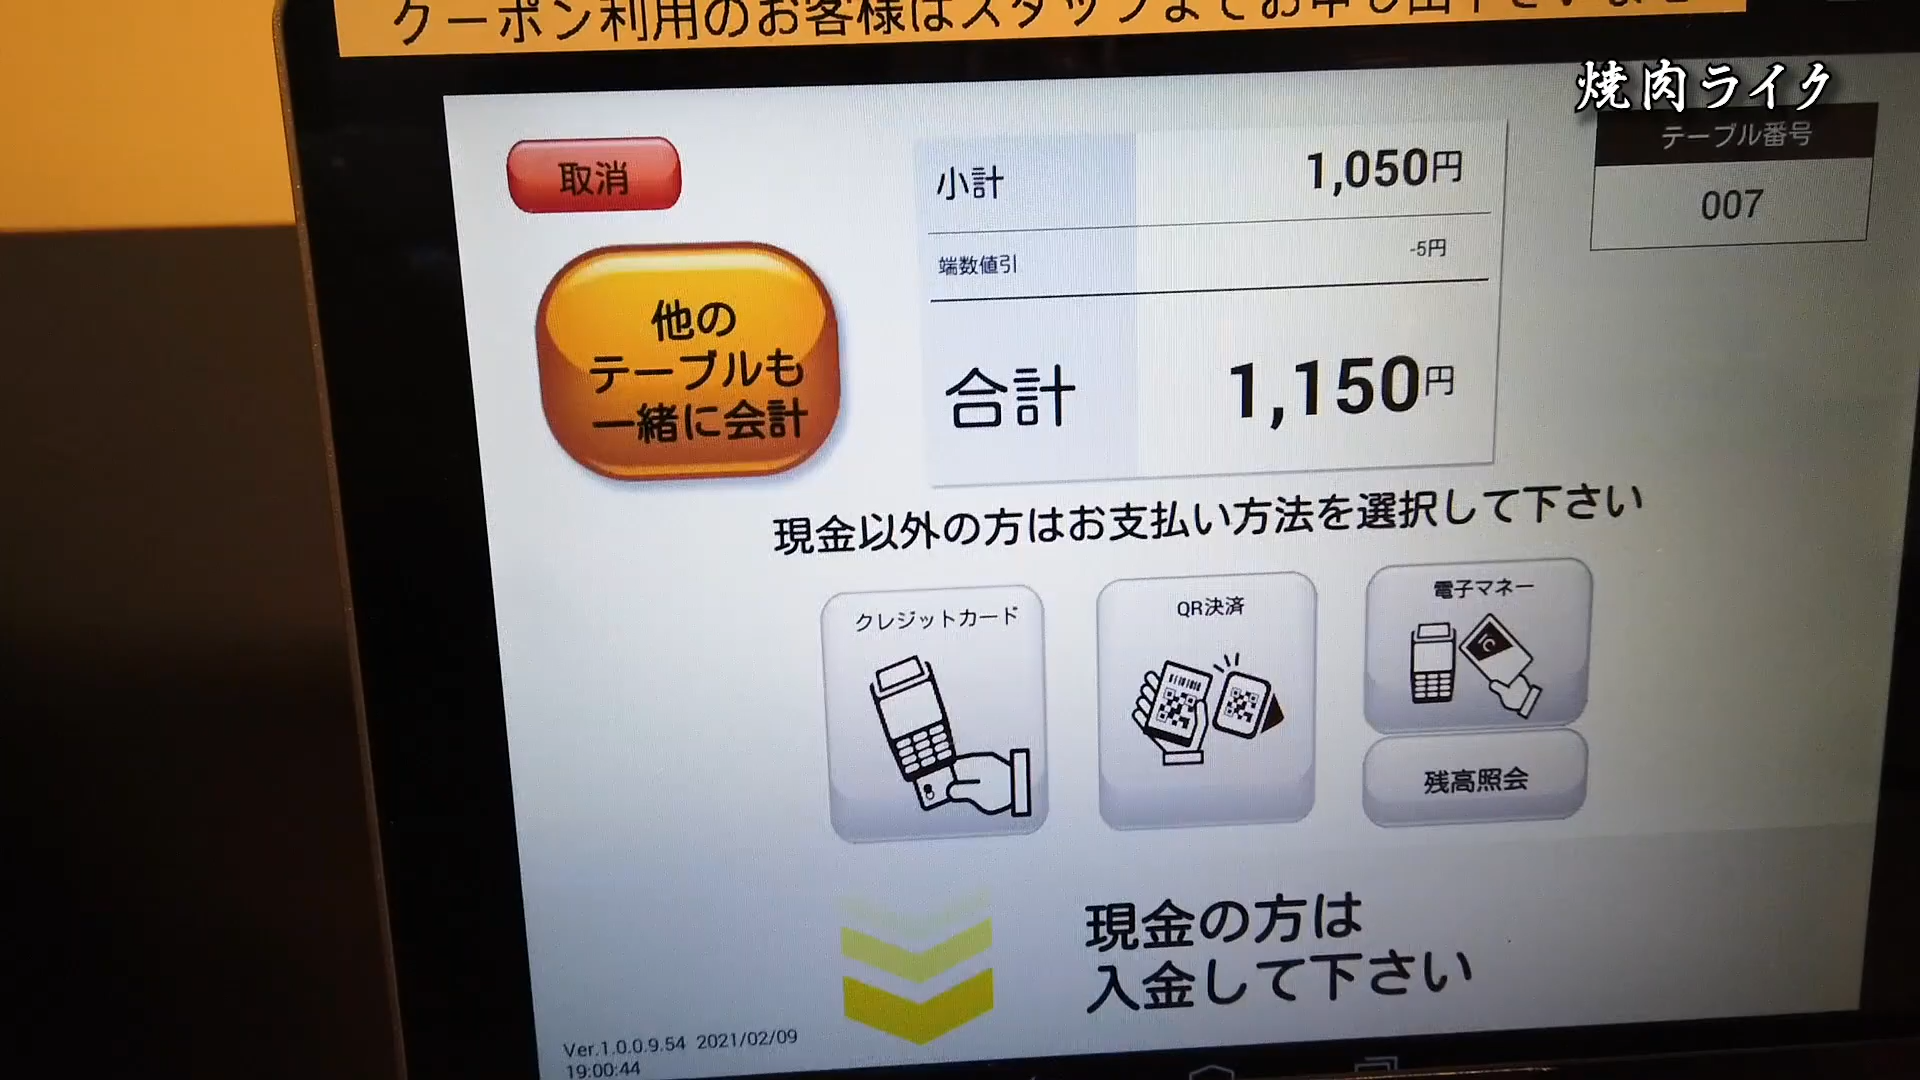 クーポン利用のお客様はスタッフまでお申し出下さいませ
焼肉ライク
取消
小計 1,050円
テーブル番号
007
端数値引 -5円
他の
テーブルも
一緒に会計
合計 1,150円
現金以外の方はお支払い方法を選択して下さい
クレジットカード
QR決済
電子マネー
IC
残高照会
現金の方は
入金して下さい
Ver.1.0.0.9.54 2021/02/09
19:00:44